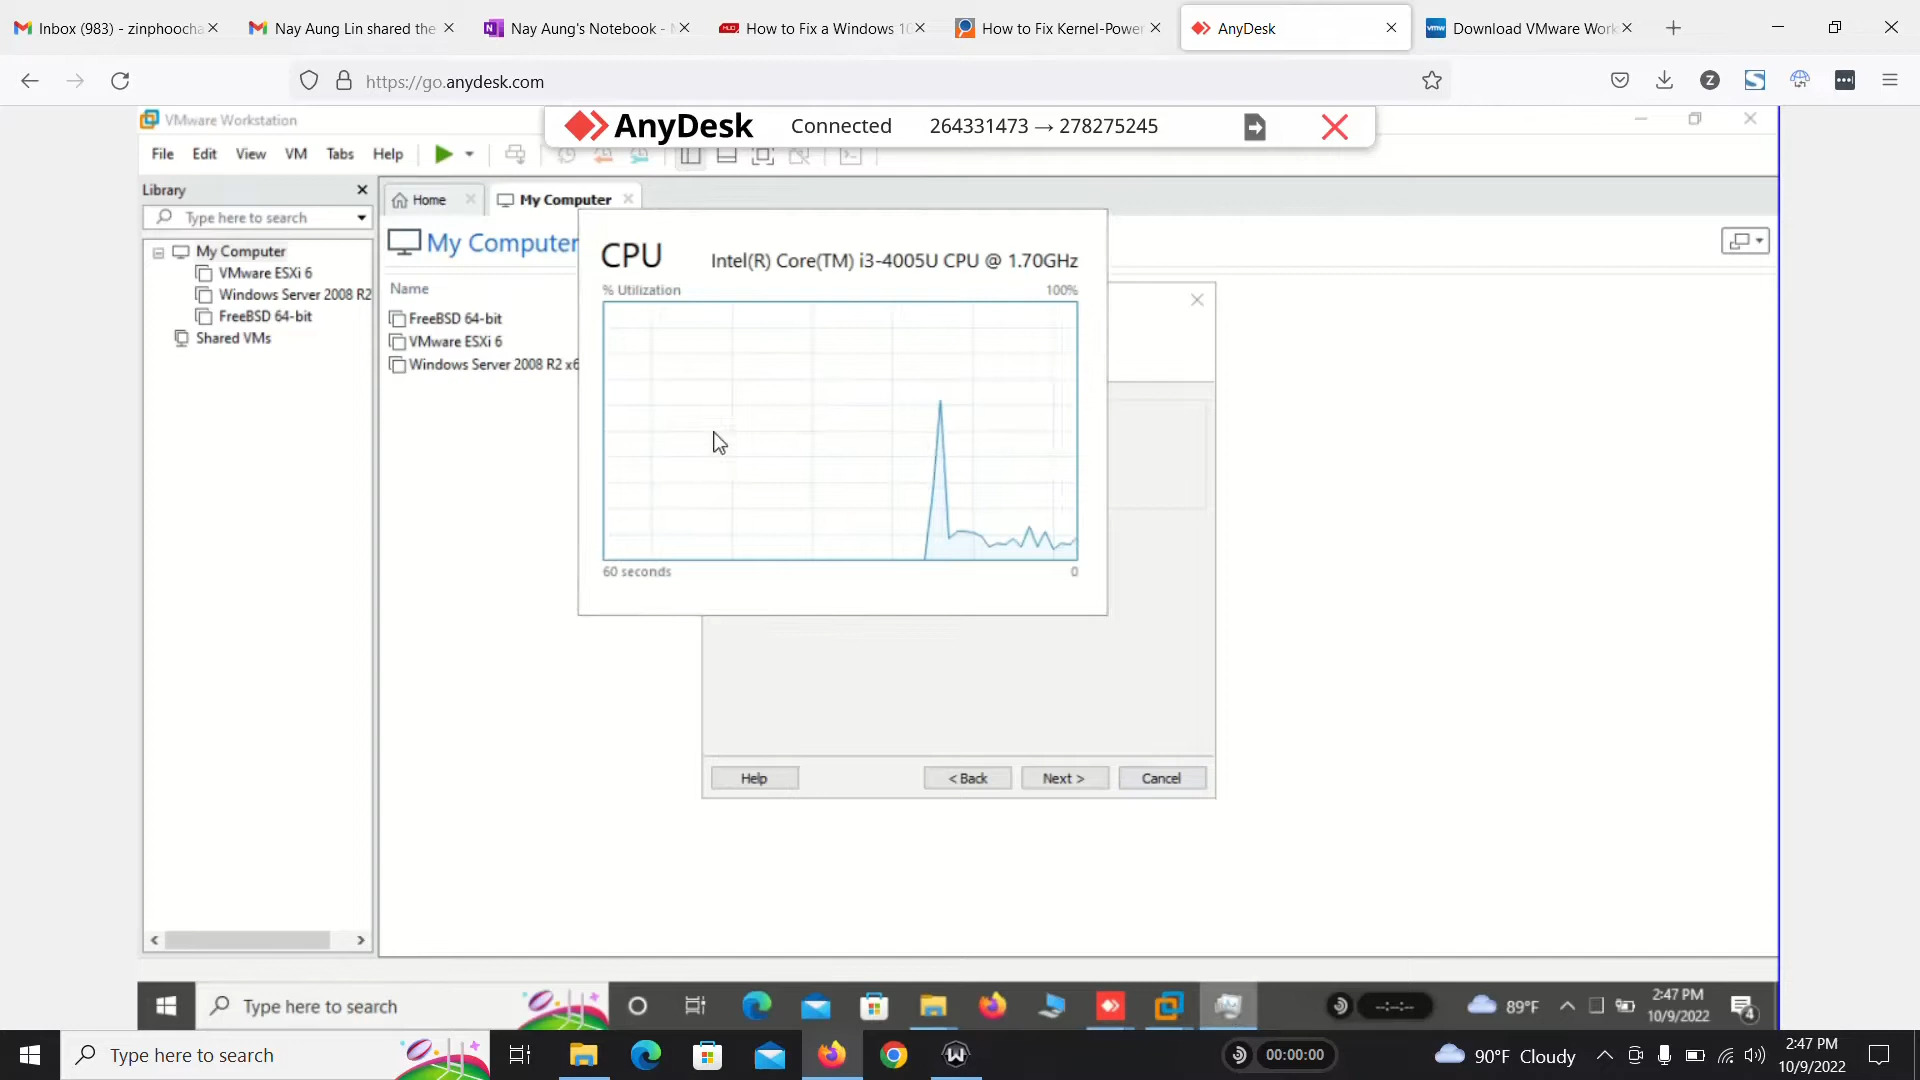 Inbox (983) - zinphoocha
Nay Aung Lin shared the
Nay Aung's Notebook -
How to Fix a Windows 10
How to Fix Kernel-Power
AnyDesk
Download VMware Work
https://go.anydesk.com
VMware Workstation
AnyDesk Connected 264331473 → 278275245
File Edit View VM Tabs Help
Library
Type here to search
Home
My Computer
My Computer
VMware ESXi 6
Windows Server 2008 R2
FreeBSD 64-bit
Shared VMs
My Computer
Name
FreeBSD 64-bit
VMware ESXi 6
Windows Server 2008 R2 x6
CPU Intel(R) Core(TM) i3-4005U CPU @ 1.70GHz
% Utilization 100%
60 seconds 0
Help < Back Next > Cancel
Type here to search
--:--:--
89°F
2:47 PM
10/9/2022
4
Type here to search
00:00:00
90°F Cloudy
2:47 PM
10/9/2022